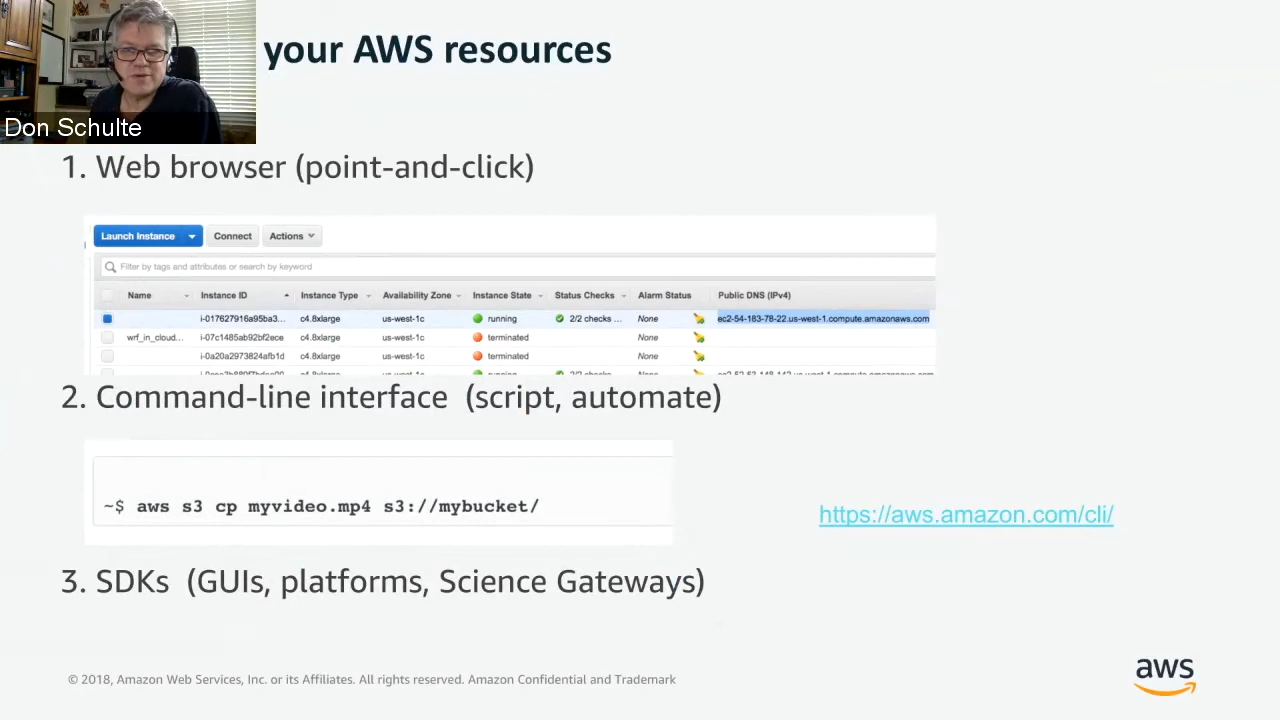 your AWS resources
Don Schulte
1. Web browser (point-and-click)
Launch Instance Connect Actions
Filter by tags and attributes or search by keyword
Name Instance ID Instance Type Availability Zone Instance State Status Checks Alarm Status Public DNS (IPv4)
i-017627916a95ba3... c4.8xlarge us-west-1c running 2/2 checks ... None ec2-54-183-78-22.us-west-1.compute.amazonaws.com
wrf_in_cloud... i-07c1485ab92bf2ece c4.8xlarge us-west-1c terminated None
i-0a20a2973824afb1d c4.8xlarge us-west-1c terminated None
2. Command-line interface (script, automate)
~$ aws s3 cp myvideo.mp4 s3://mybucket/
https://aws.amazon.com/cli/
3. SDKs (GUIs, platforms, Science Gateways)
© 2018, Amazon Web Services, Inc. or its Affiliates. All rights reserved. Amazon Confidential and Trademark
aws